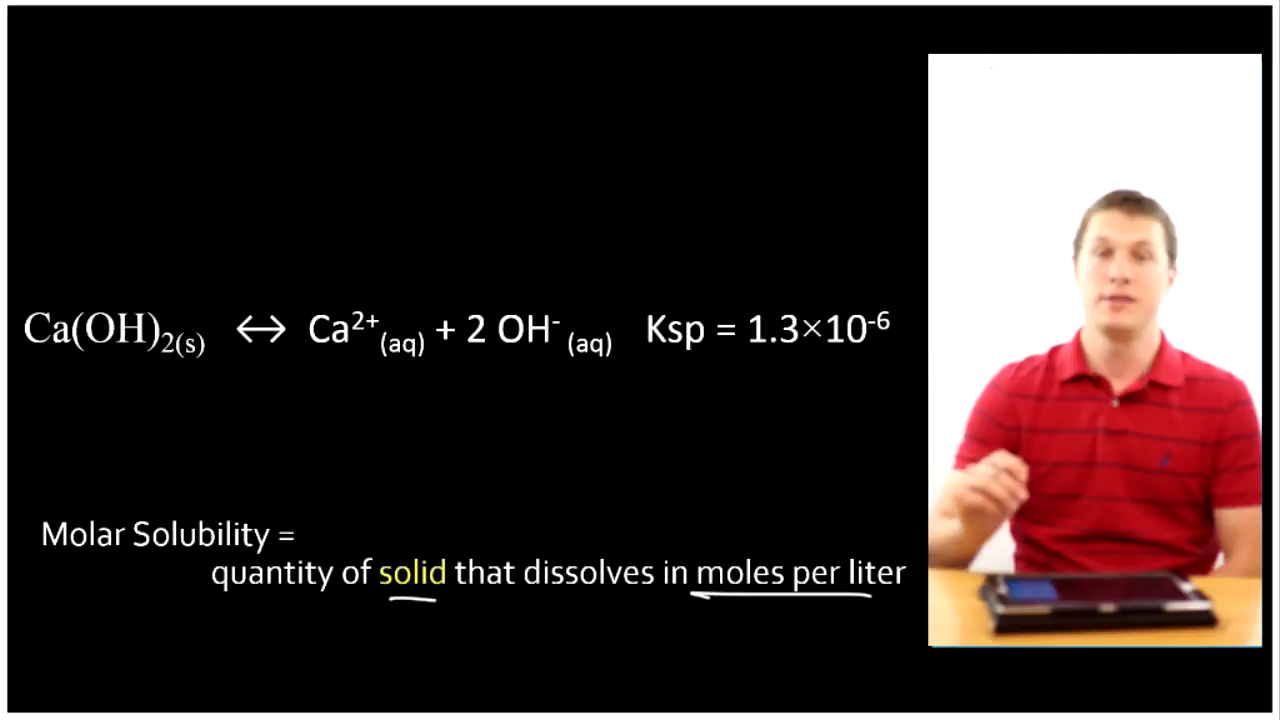 Ca(OH)₂₍ₛ₎ ↔ Ca²⁺(aq) + 2 OH⁻ (aq) Ksp = 1.3×10⁻⁶
Molar Solubility =
quantity of solid that dissolves in moles per liter